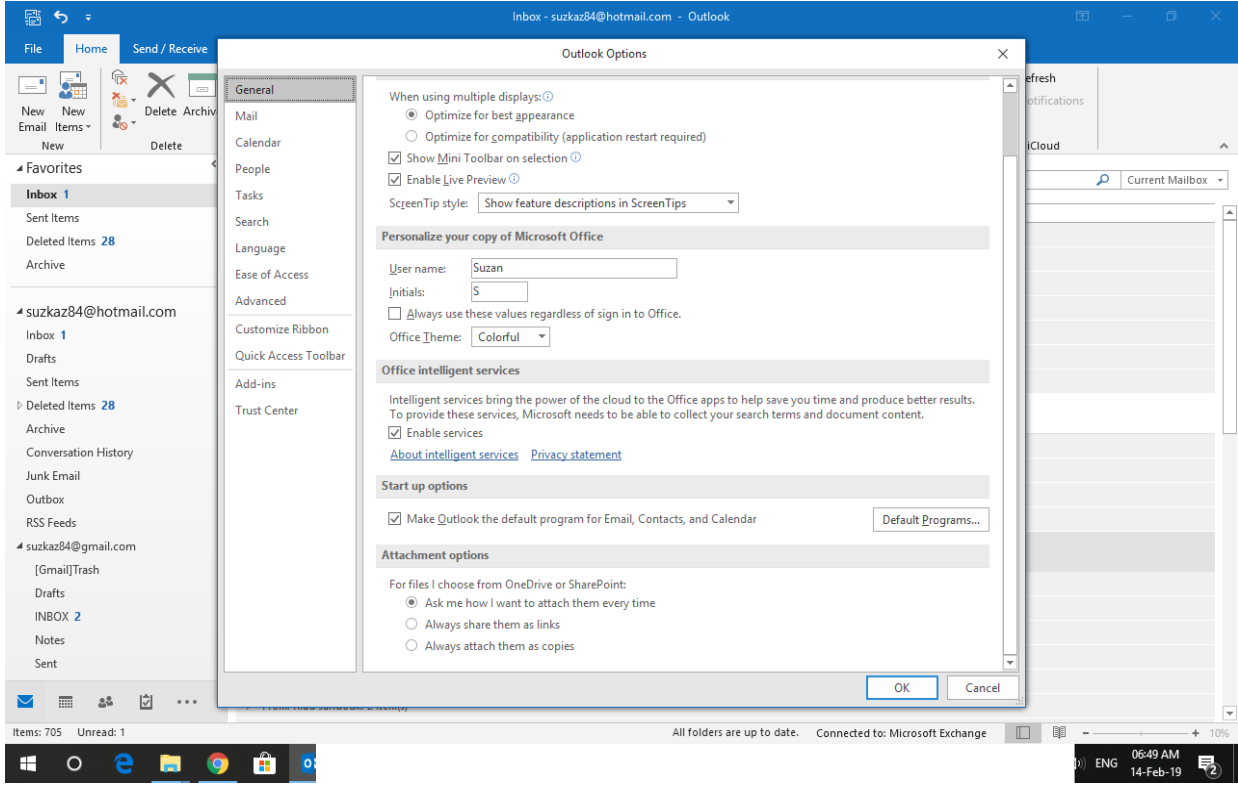 Inbox - suzkaz84@hotmail.com - Outlook
File Home Send / Receive
New Email
New Items
Delete Archiv
New
Delete
Favorites
Inbox 1
Sent Items
Deleted Items 28
Archive
suzkaz84@hotmail.com
Inbox 1
Drafts
Sent Items
Deleted Items 28
Archive
Conversation History
Junk Email
Outbox
RSS Feeds
suzkaz84@gmail.com
[Gmail]Trash
Drafts
INBOX 2
Notes
Sent
Outlook Options
General
Mail
Calendar
People
Tasks
Search
Language
Ease of Access
Advanced
Customize Ribbon
Quick Access Toolbar
Add-ins
Trust Center
When using multiple displays:
Optimize for best appearance
Optimize for compatibility (application restart required)
Show Mini Toolbar on selection
Enable Live Preview
ScreenTip style: Show feature descriptions in ScreenTips
Personalize your copy of Microsoft Office
User name: Suzan
Initials: S
Always use these values regardless of sign in to Office.
Office Theme: Colorful
Office intelligent services
Intelligent services bring the power of the cloud to the Office apps to help save you time and produce better results.
To provide these services, Microsoft needs to be able to collect your search terms and document content.
Enable services
About intelligent services Privacy statement
Start up options
Make Outlook the default program for Email, Contacts, and Calendar
Default Programs...
Attachment options
For files I choose from OneDrive or SharePoint:
Ask me how I want to attach them every time
Always share them as links
Always attach them as copies
OK Cancel
efresh
otifications
iCloud
Current Mailbox
Items: 705 Unread: 1
All folders are up to date. Connected to: Microsoft Exchange
10%
ENG
06:49 AM
14-Feb-19
2